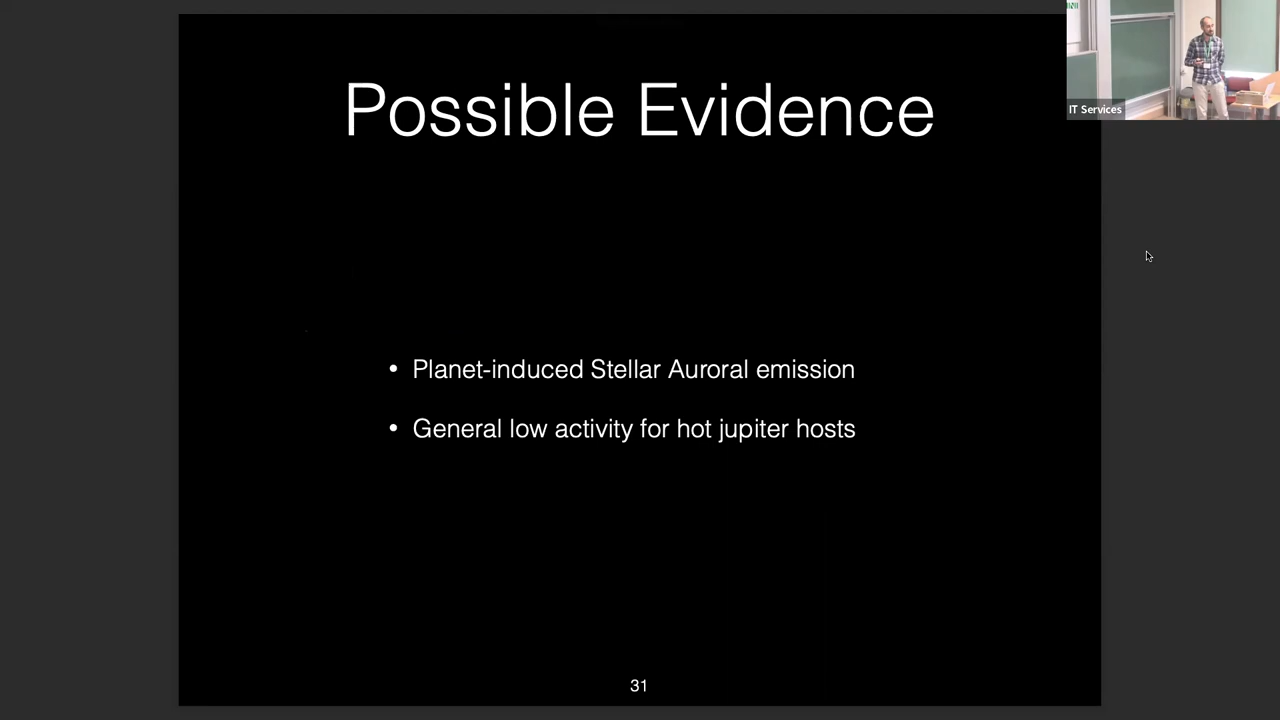 Possible Evidence
IT Services
• Planet-induced Stellar Auroral emission
• General low activity for hot jupiter hosts
31